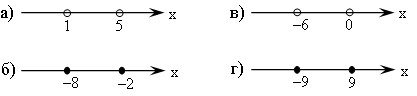 а) x
1 5
в) x
–6 0
б) x
–8 –2
г) x
–9 9